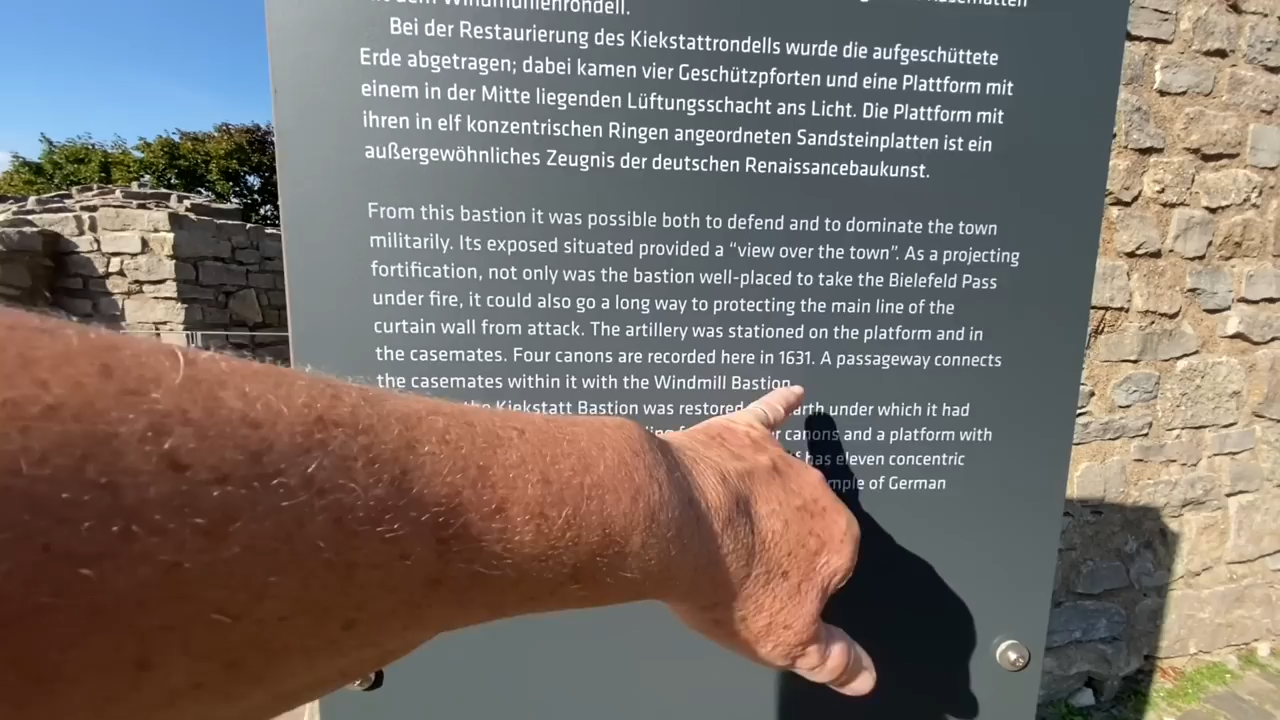 dem Windmühlenrondell.
Bei der Restaurierung des Kiekstattrondells wurde die aufgeschüttete
Erde abgetragen; dabei kamen vier Geschützpforten und eine Plattform mit
einem in der Mitte liegenden Lüftungsschacht ans Licht. Die Plattform mit
ihren in elf konzentrischen Ringen angeordneten Sandsteinplatten ist ein
außergewöhnliches Zeugnis der deutschen Renaissancebaukunst.
From this bastion it was possible both to defend and to dominate the town
militarily. Its exposed situated provided a “view over the town”. As a projecting
fortification, not only was the bastion well-placed to take the Bielefeld Pass
under fire, it could also go a long way to protecting the main line of the
curtain wall from attack. The artillery was stationed on the platform and in
the casemates. Four canons are recorded here in 1631. A passageway connects
the casemates within it with the Windmill Bastion.
the Kiekstatt Bastion was restored under which it had
canons and a platform with
has eleven concentric
of German